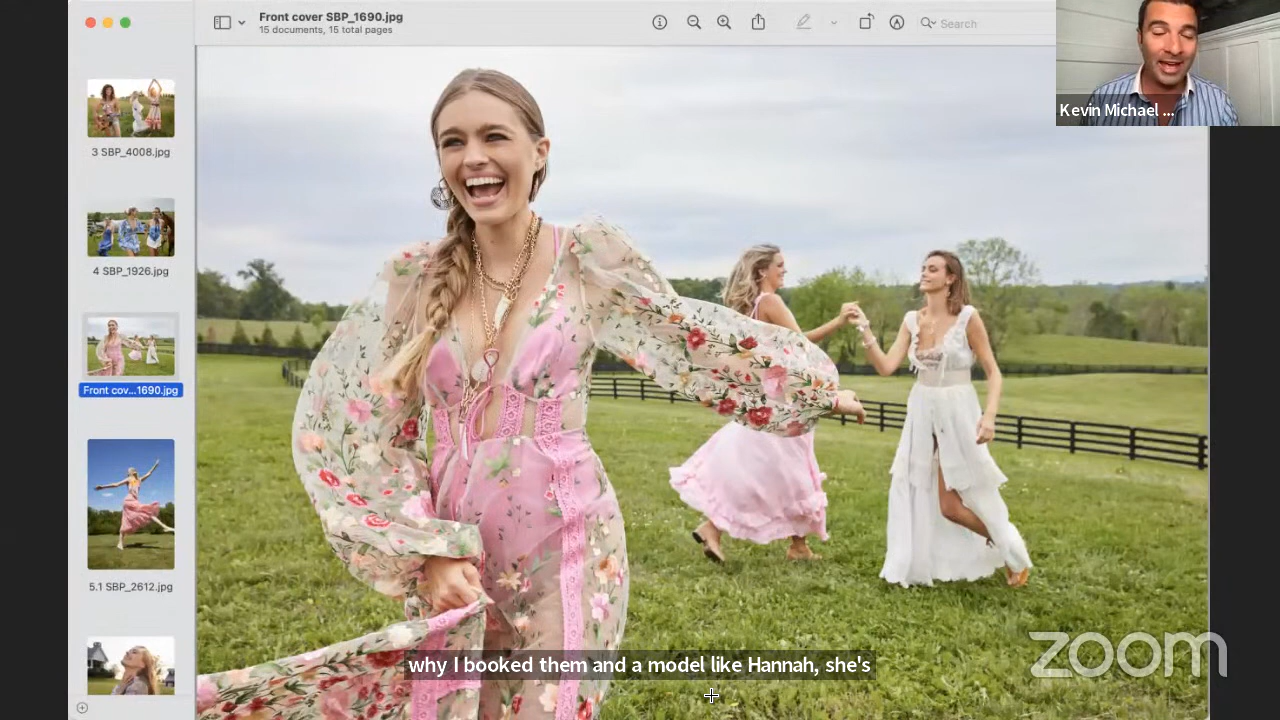 Front cover SBP_1690.jpg
15 documents, 15 total pages
Search
Kevin Michael ...
3 SBP_4008.jpg
4 SBP_1926.jpg
Front cov...1690.jpg
5.1 SBP_2612.jpg
why I booked them and a model like Hannah, she's
zoom